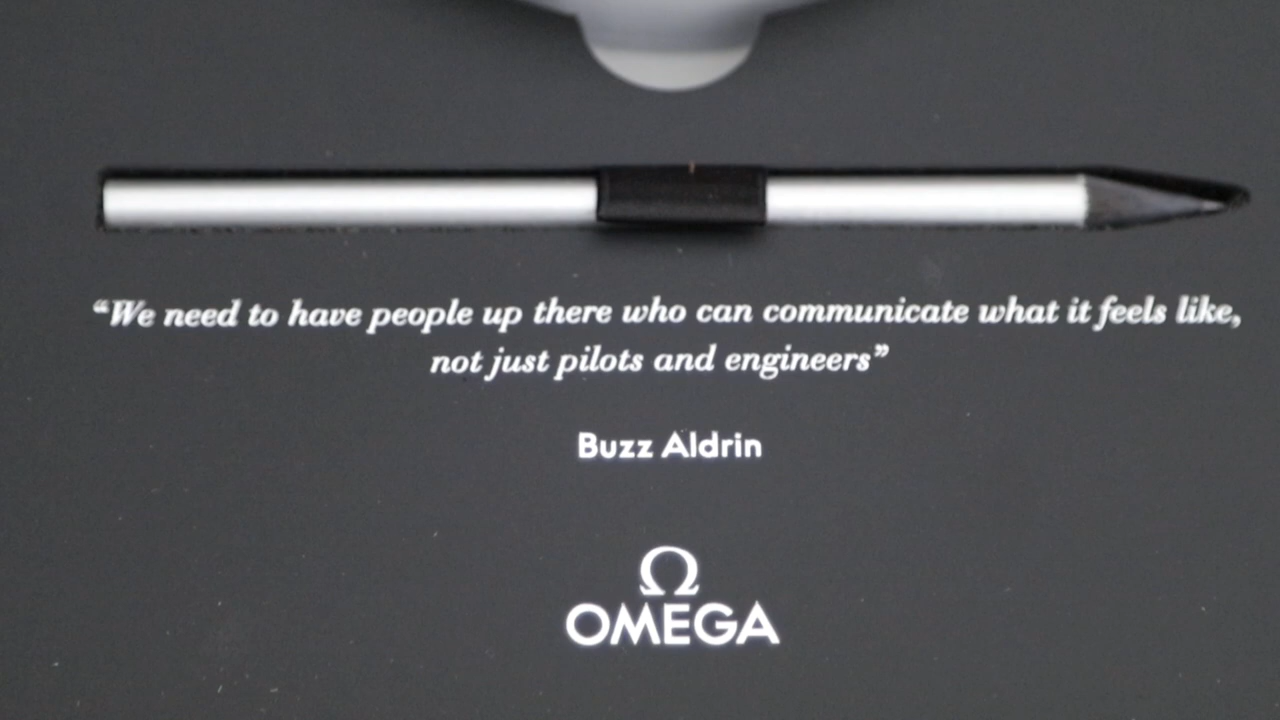 “We need to have people up there who can communicate what it feels like,
not just pilots and engineers”
Buzz Aldrin
Ω
OMEGA